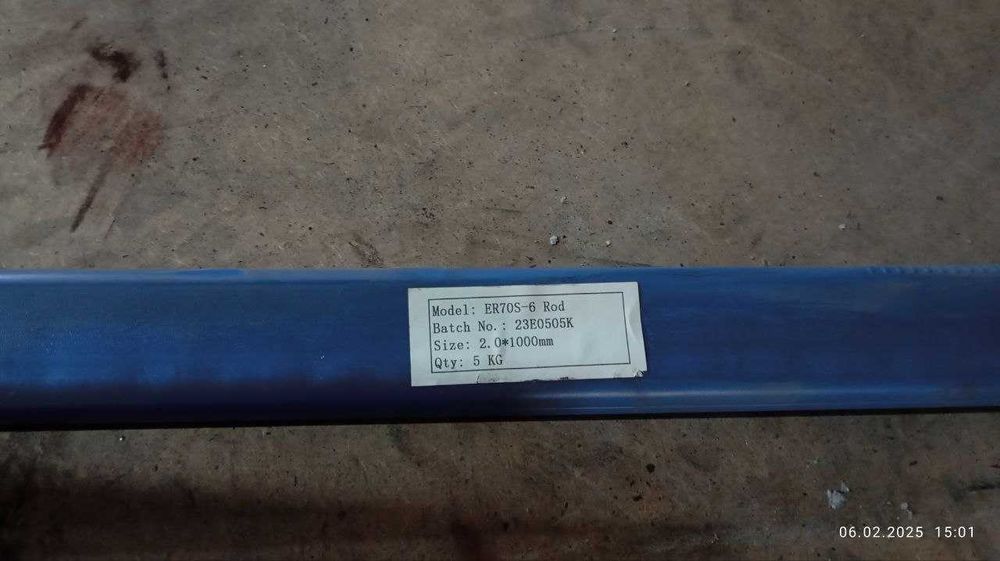 Model: ER70S-6 Rod
Batch No.: 23E0505K
Size: 2.0*1000mm
Qty: 5 KG
06.02.2025 15:01